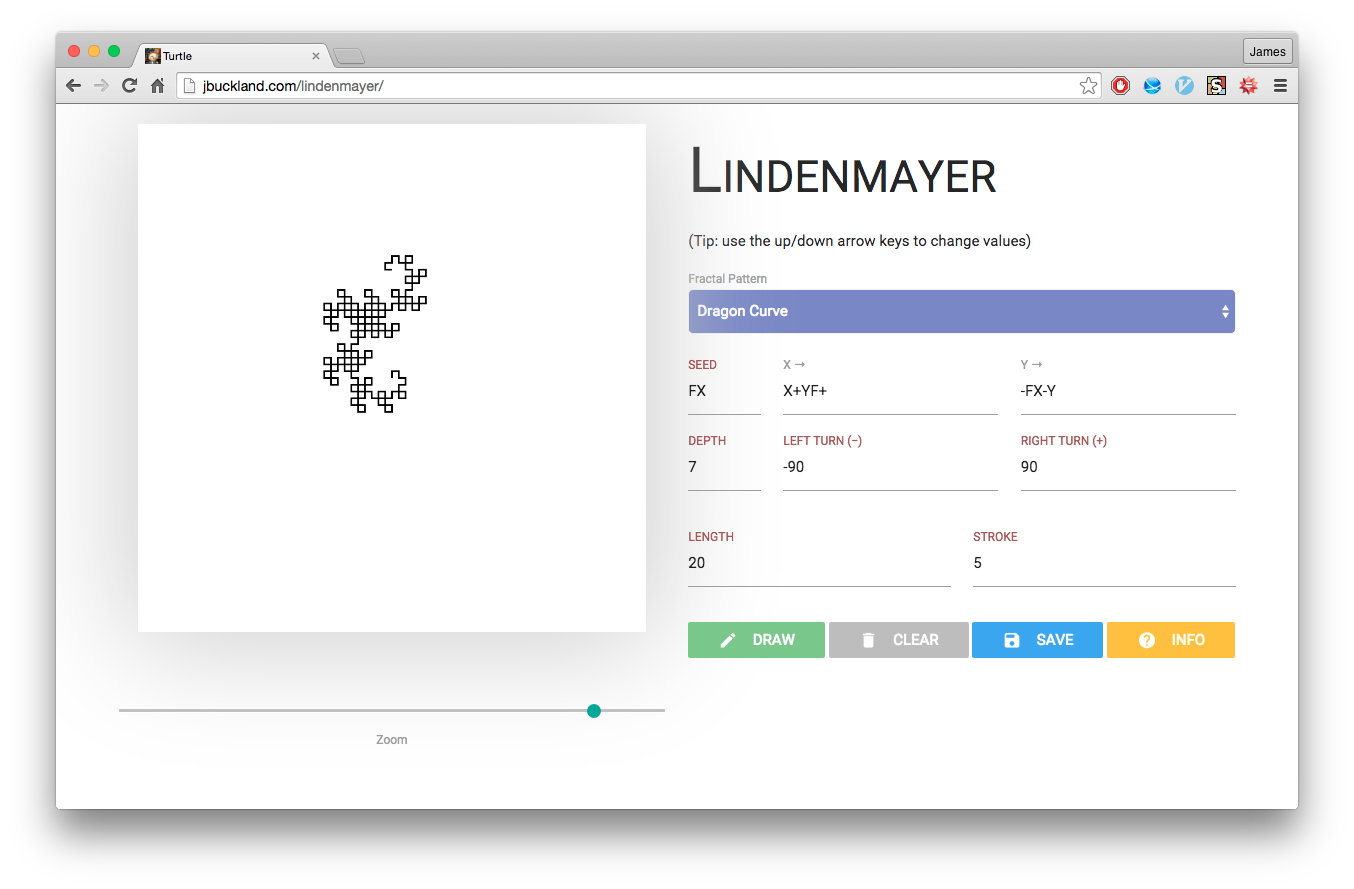 Turtle
James
jbuckland.com/lindenmayer/
LINDENMAYER
(Tip: use the up/down arrow keys to change values)
Fractal Pattern
Dragon Curve
SEED X → Y →
FX X+YF+ -FX-Y
DEPTH LEFT TURN (−) RIGHT TURN (+)
7 -90 90
LENGTH STROKE
20 5
DRAW CLEAR SAVE INFO
Zoom